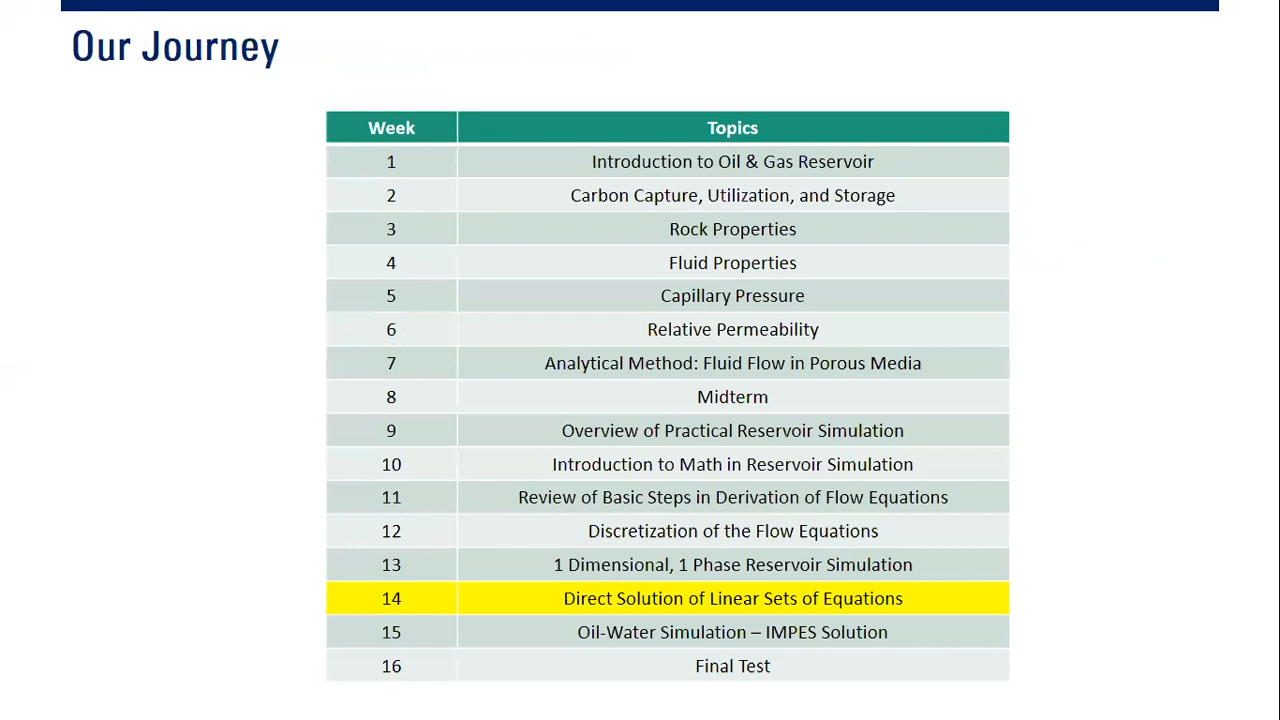 Our Journey
Week Topics
1 Introduction to Oil & Gas Reservoir
2 Carbon Capture, Utilization, and Storage
3 Rock Properties
4 Fluid Properties
5 Capillary Pressure
6 Relative Permeability
7 Analytical Method: Fluid Flow in Porous Media
8 Midterm
9 Overview of Practical Reservoir Simulation
10 Introduction to Math in Reservoir Simulation
11 Review of Basic Steps in Derivation of Flow Equations
12 Discretization of the Flow Equations
13 1 Dimensional, 1 Phase Reservoir Simulation
14 Direct Solution of Linear Sets of Equations
15 Oil-Water Simulation – IMPES Solution
16 Final Test